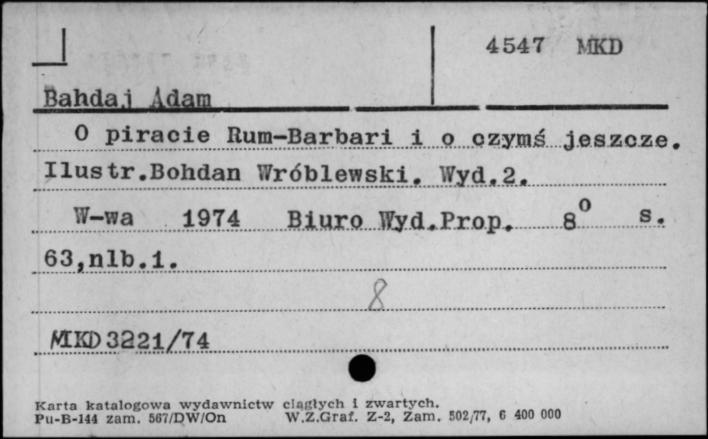 4547 MKD
Bahdaj Adam
O piracie Rum-Barbari i o czymś jeszcze.
Ilustr.Bohdan Wróblewski. Wyd.2.
W-wa 1974 Biuro Wyd.Prop. 8⁰ s.
63,nlb.1.
8
MKD3221/74
Karta katalogowa wydawnictw ciągłych i zwartych.
Pu-B-144 zam. 567/DW/On W.Z.Graf. Z-2, Zam. 502/77, 6 400 000